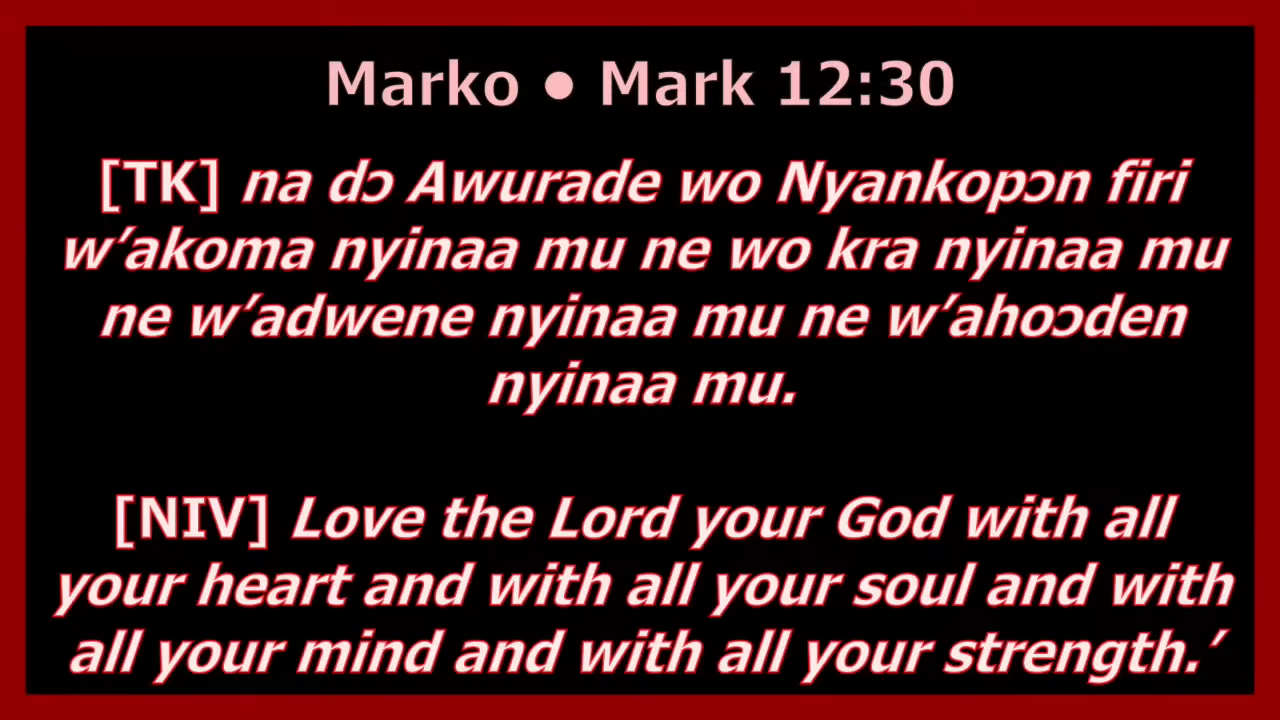 Marko ● Mark 12:30
[TK] na dɔ Awurade wo Nyankopɔn firi
w’akoma nyinaa mu ne wo kra nyinaa mu
ne w’adwene nyinaa mu ne w’ahoɔden
nyinaa mu.
[NIV] Love the Lord your God with all
your heart and with all your soul and with
all your mind and with all your strength.’